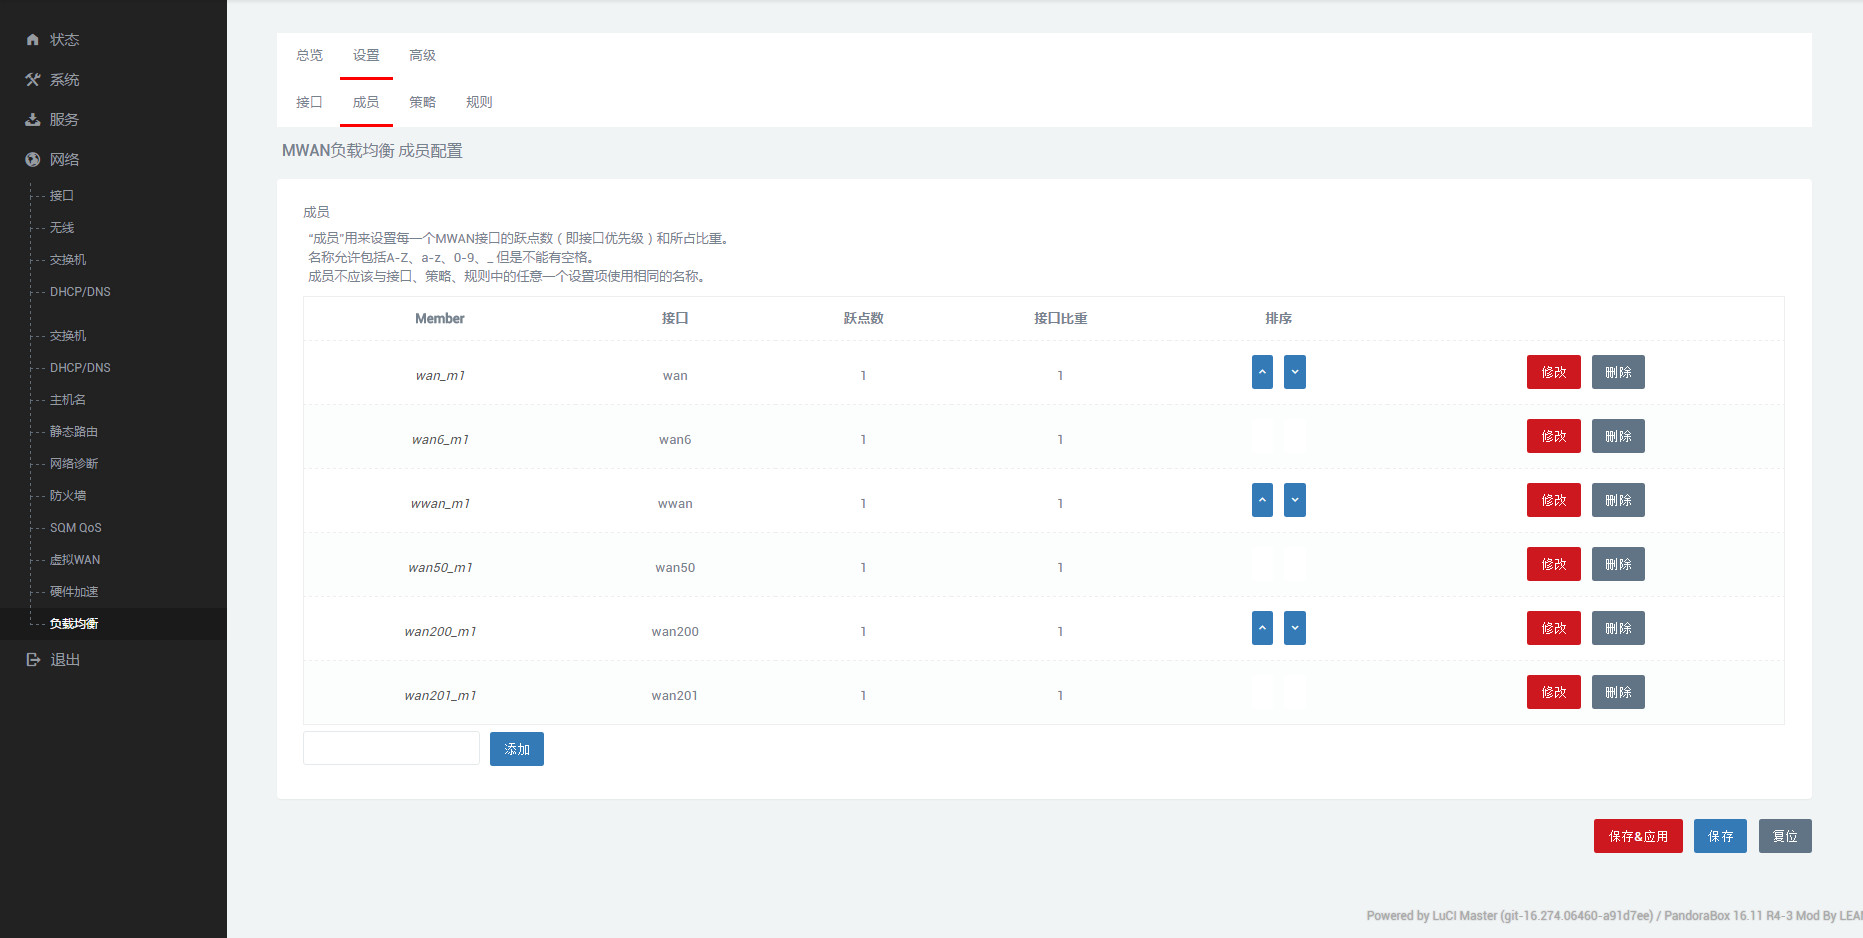 状态
系统
服务
网络
接口
无线
交换机
DHCP/DNS
交换机
DHCP/DNS
主机名
静态路由
网络诊断
防火墙
SQM QoS
虚拟WAN
硬件加速
负载均衡
退出
总览 设置 高级
接口 成员 策略 规则
MWAN负载均衡 成员配置
成员
“成员”用来设置每一个MWAN接口的跃点数（即接口优先级）和所占比重。
名称允许包括A-Z、a-z、0-9、_ 但是不能有空格。
成员不应该与接口、策略、规则中的任意一个设置项使用相同的名称。
Member 接口 跃点数 接口比重 排序
wan_m1 wan 1 1 修改 删除
wan6_m1 wan6 1 1 修改 删除
wwan_m1 wwan 1 1 修改 删除
wan50_m1 wan50 1 1 修改 删除
wan200_m1 wan200 1 1 修改 删除
wan201_m1 wan201 1 1 修改 删除
添加
保存&应用 保存 复位
Powered by LuCI Master (git-16.274.06460-a91d7ee) / PandoraBox 16.11 R4-3 Mod By LEA